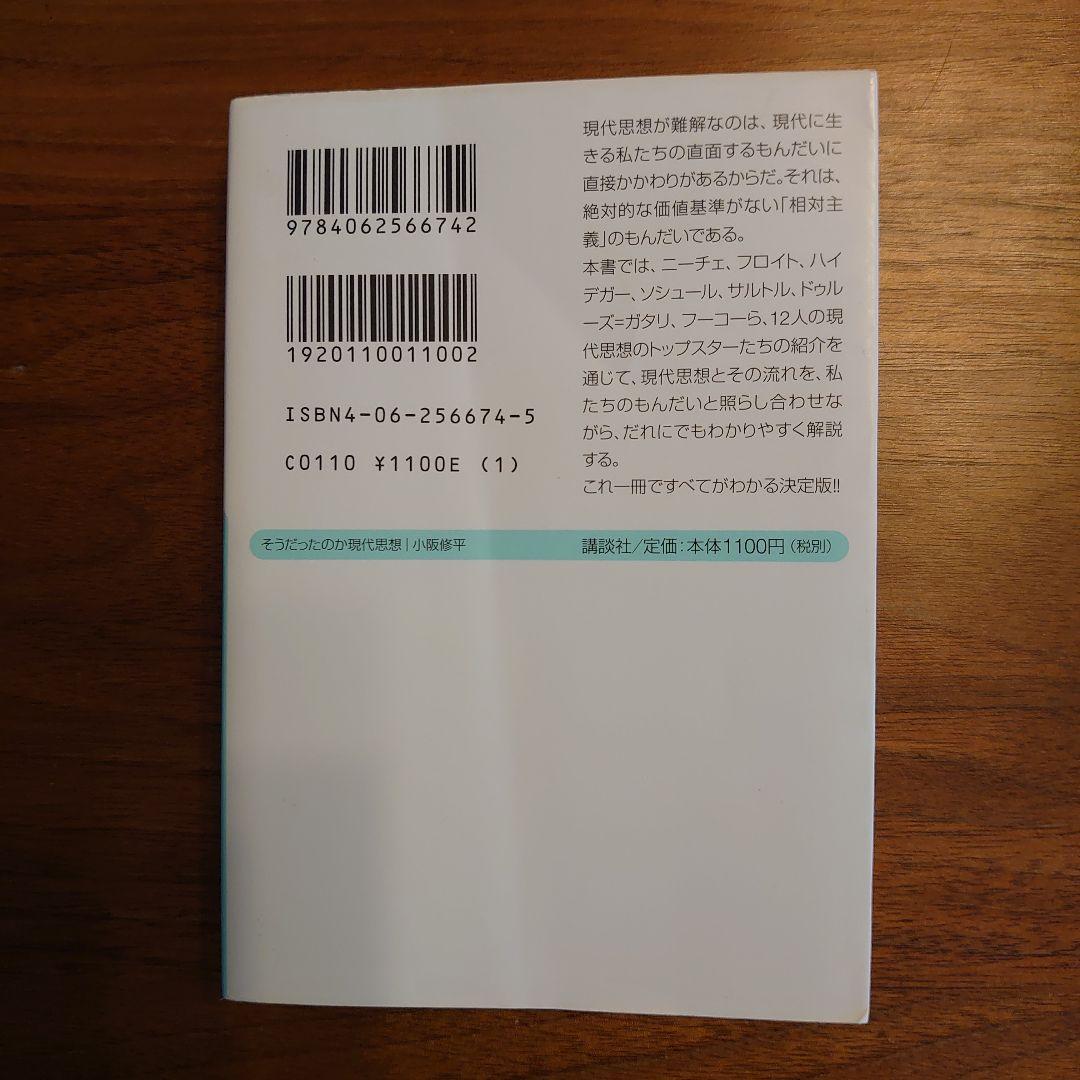 9784062566742
1920110011002
ISBN4-06-256674-5
C0110 ¥1100E (1)
現代思想が難解なのは、現代に生
きる私たちの直面するもんだいに
直接かかわりがあるからだ。それは、
絶対的な価値基準がない「相対主
義」のもんだいである。
本書では、ニーチェ、フロイト、ハイ
デガー、ソシュール、サルトル、ドゥル
ーズ=ガタリ、フーコーら、12人の現
代思想のトップスターたちの紹介を
通じて、現代思想とその流れを、私
たちのもんだいと照らし合わせな
がら、だれにでもわかりやすく解説
する。
これ一冊ですべてがわかる決定版!!
そうだったのか現代思想|小阪修平
講談社/定価:本体1100円(税別)